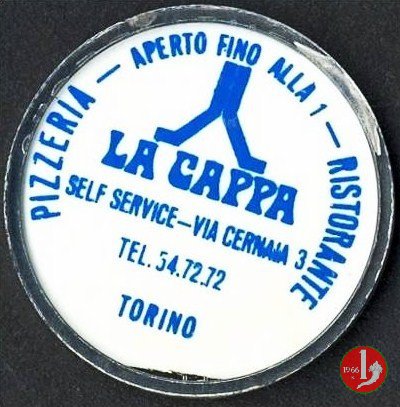 PIZZERIA — APERTO FINO ALLA 1 — RISTORANTE
LA CAPPA
SELF SERVICE - VIA CERNAIA 3
TEL. 54.72.72
TORINO
1966